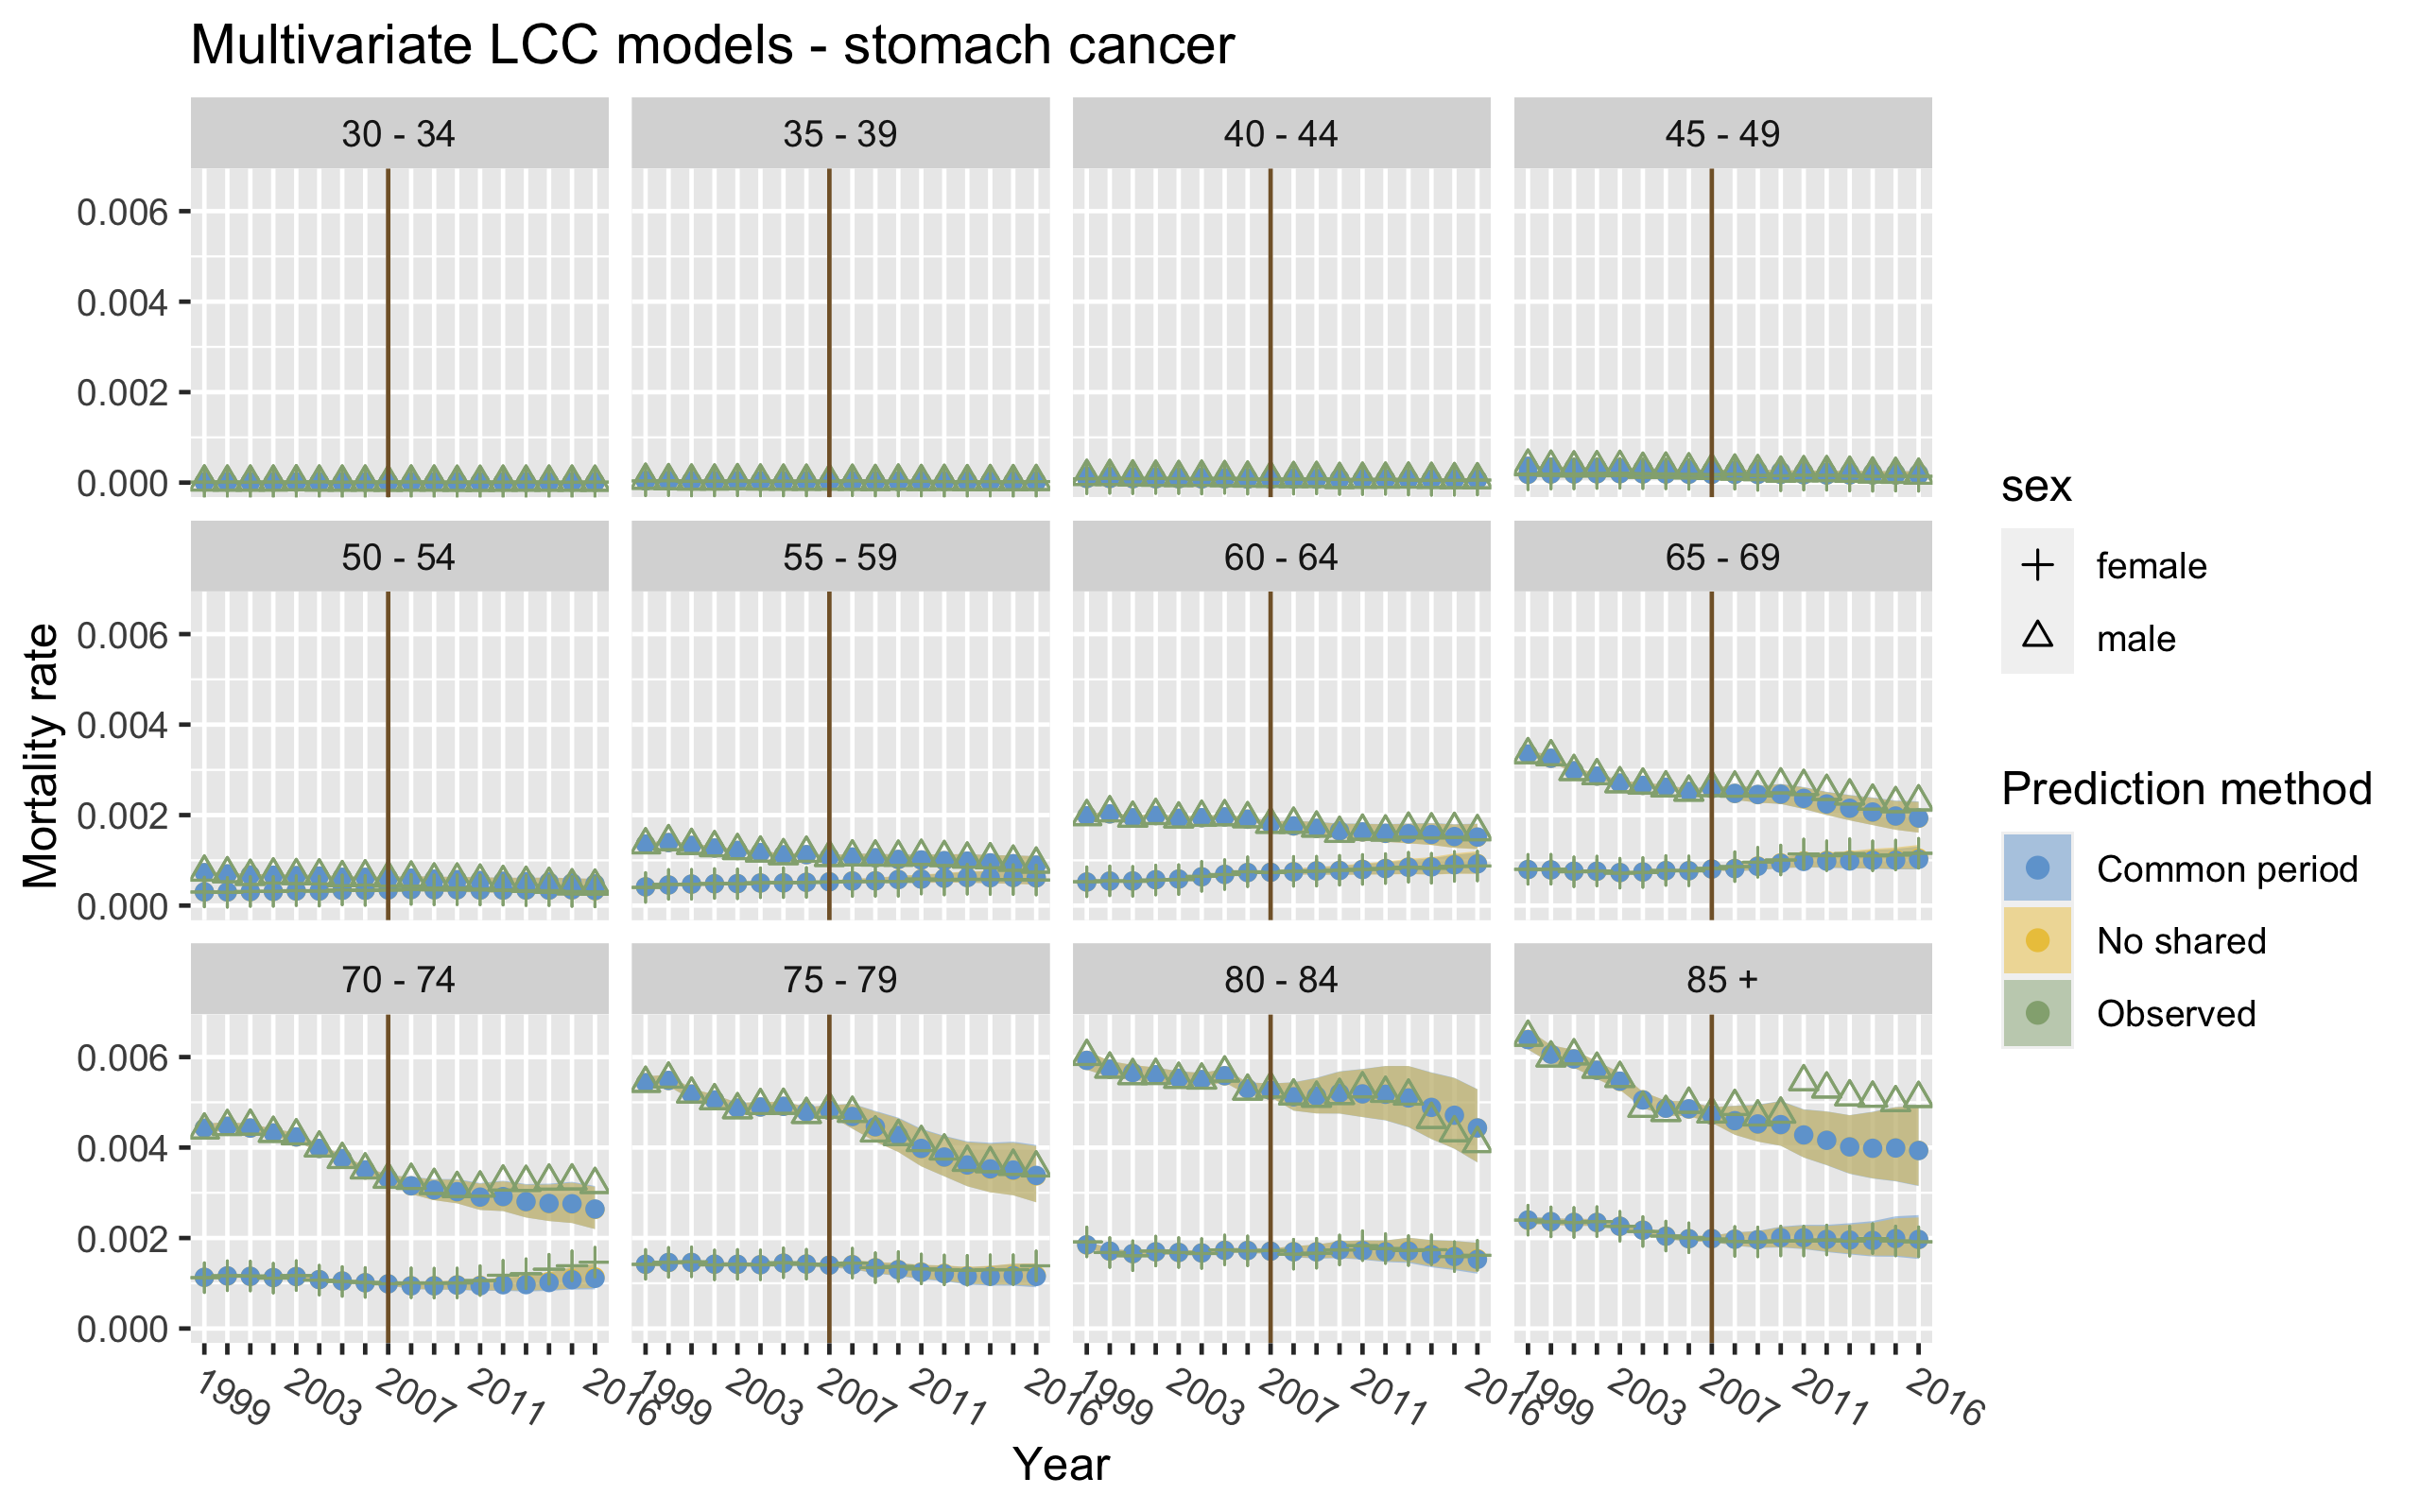 Multivariate LCC models - stomach cancer
30 - 34
35 - 39
40 - 44
45 - 49
0.006
0.004
0.002
0.000
50 - 54
55 - 59
60 - 64
65 - 69
0.006
0.004
0.002
0.000
70 - 74
75 - 79
80 - 84
85 +
0.006
0.004
0.002
0.000
1999 2003 2007 2011 2016
1999 2003 2007 2011 2016
1999 2003 2007 2011 2016
1999 2003 2007 2011 2016
Year
Mortality rate
sex
female
male
Prediction method
Common period
No shared
Observed